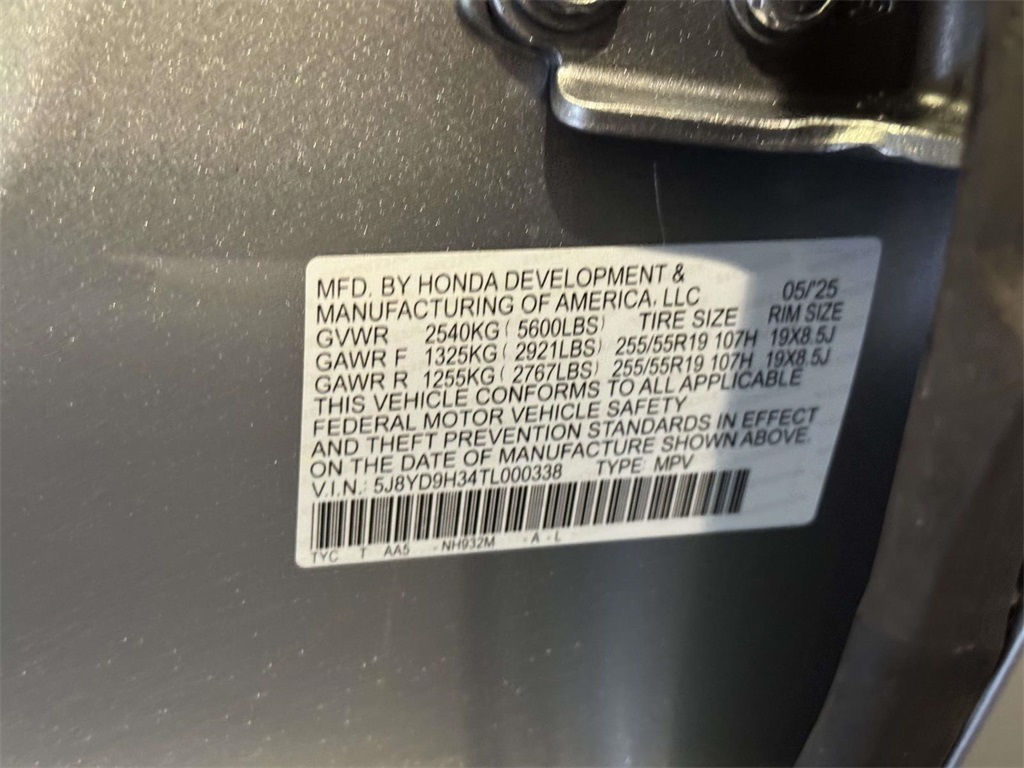 MFD. BY HONDA DEVELOPMENT &
MANUFACTURING OF AMERICA, LLC 05/'25
GVWR 2540KG ( 5600LBS) TIRE SIZE RIM SIZE
GAWR F 1325KG ( 2921LBS) 255/55R19 107H 19X8.5J
GAWR R 1255KG ( 2767LBS) 255/55R19 107H 19X8.5J
THIS VEHICLE CONFORMS TO ALL APPLICABLE
FEDERAL MOTOR VEHICLE SAFETY
AND THEFT PREVENTION STANDARDS IN EFFECT
ON THE DATE OF MANUFACTURE SHOWN ABOVE.
V.I.N.: 5J8YD9H34TL000338 TYPE: MPV
TYC T AA5 -NH932M -A-L